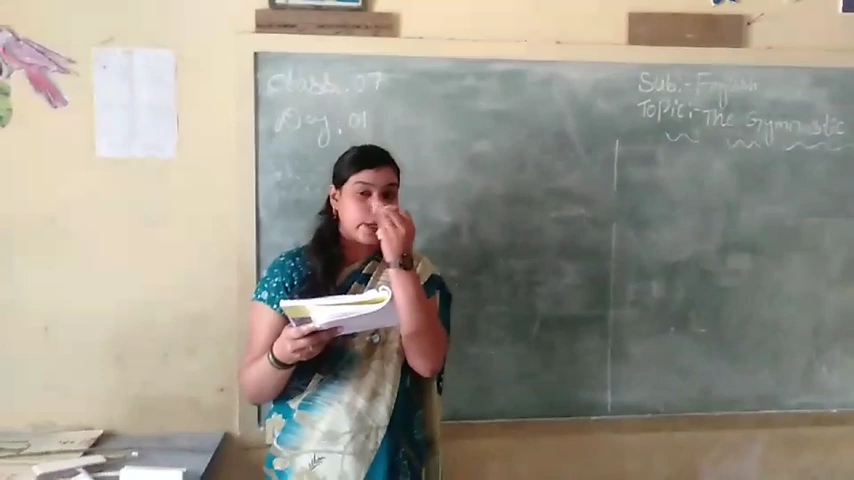 Class:- 07
Day:- 01
Sub:- English
Topic:- The Gymnastic